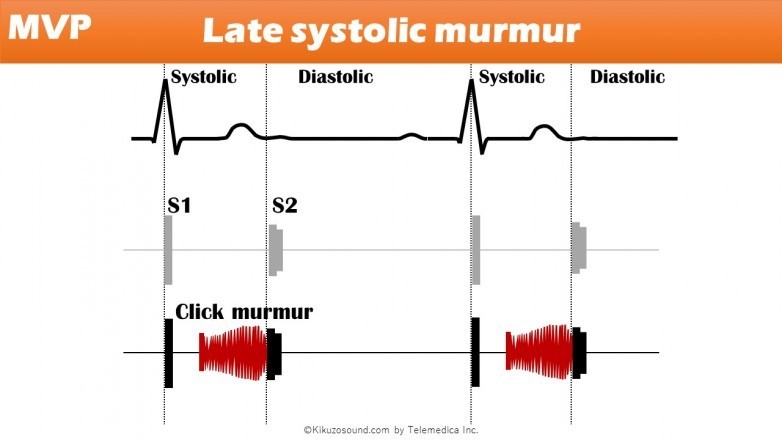 MVP
Late systolic murmur
Systolic
Diastolic
Systolic
Diastolic
S1
S2
Click murmur
©Kikuzosound.com by Telemedica Inc.